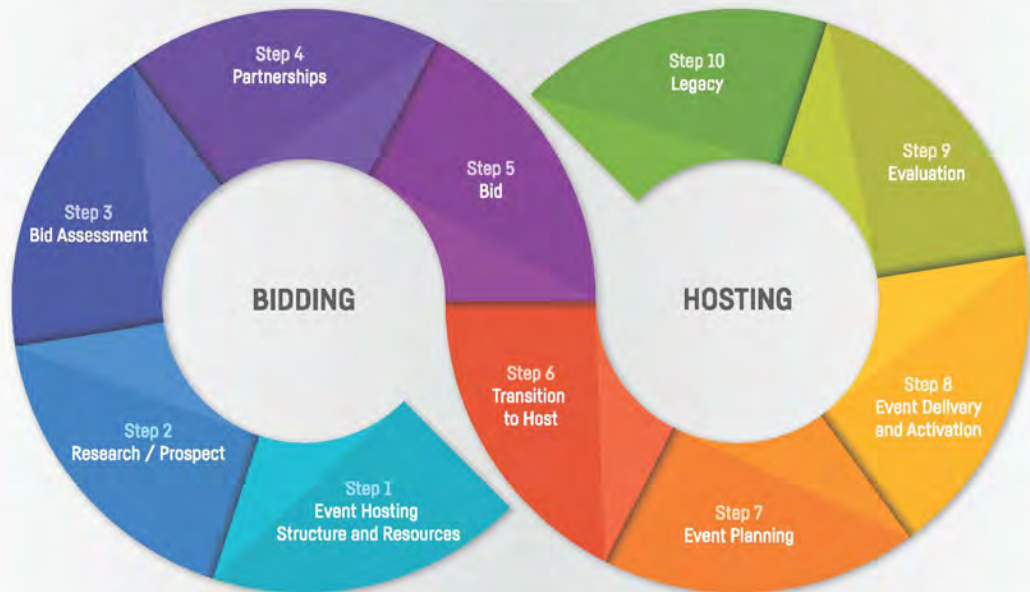 BIDDING
Step 1
Event Hosting
Structure and Resources
Step 2
Research / Prospect
Step 3
Bid Assessment
Step 4
Partnerships
Step 5
Bid
HOSTING
Step 6
Transition
to Host
Step 7
Event Planning
Step 8
Event Delivery
and Activation
Step 9
Evaluation
Step 10
Legacy